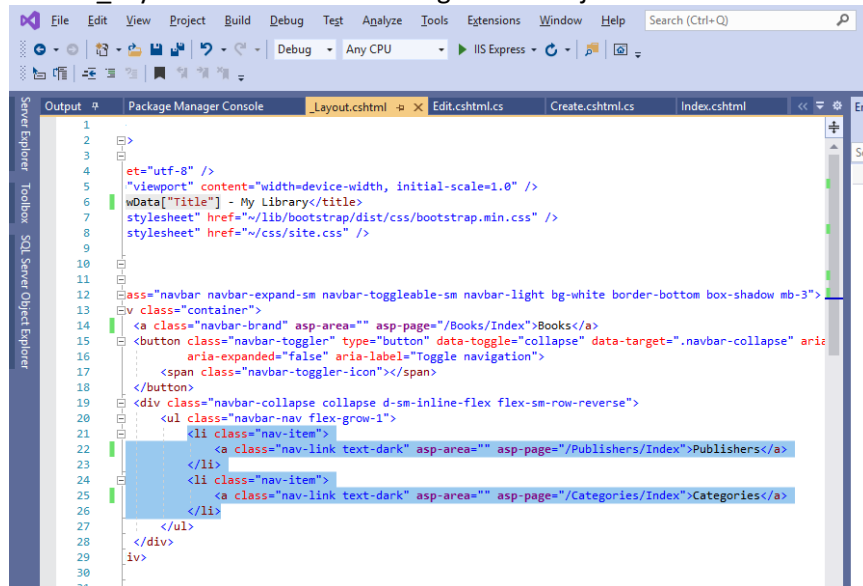 File Edit View Project Build Debug Test Analyze Tools Extensions Window Help Search (Ctrl+Q)
Debug Any CPU IIS Express
Server Explorer
Toolbox
SQL Server Object Explorer
Output Package Manager Console _Layout.cshtml Edit.cshtml.cs Create.cshtml.cs Index.cshtml
1
2 >
3
4 et="utf-8" />
5 "viewport" content="width=device-width, initial-scale=1.0" />
6 wData["Title"] - My Library</title>
7 stylesheet" href="~/lib/bootstrap/dist/css/bootstrap.min.css" />
8 stylesheet" href="~/css/site.css" />
9
10
11
12 ass="navbar navbar-expand-sm navbar-toggleable-sm navbar-light bg-white border-bottom box-shadow mb-3">
13 v class="container">
14 <a class="navbar-brand" asp-area="" asp-page="/Books/Index">Books</a>
15 <button class="navbar-toggler" type="button" data-toggle="collapse" data-target=".navbar-collapse" aria
16 aria-expanded="false" aria-label="Toggle navigation">
17 <span class="navbar-toggler-icon"></span>
18 </button>
19 <div class="navbar-collapse collapse d-sm-inline-flex flex-sm-row-reverse">
20 <ul class="navbar-nav flex-grow-1">
21 <li class="nav-item">
22 <a class="nav-link text-dark" asp-area="" asp-page="/Publishers/Index">Publishers</a>
23 </li>
24 <li class="nav-item">
25 <a class="nav-link text-dark" asp-area="" asp-page="/Categories/Index">Categories</a>
26 </li>
27 </ul>
28 </div>
29 iv>
30